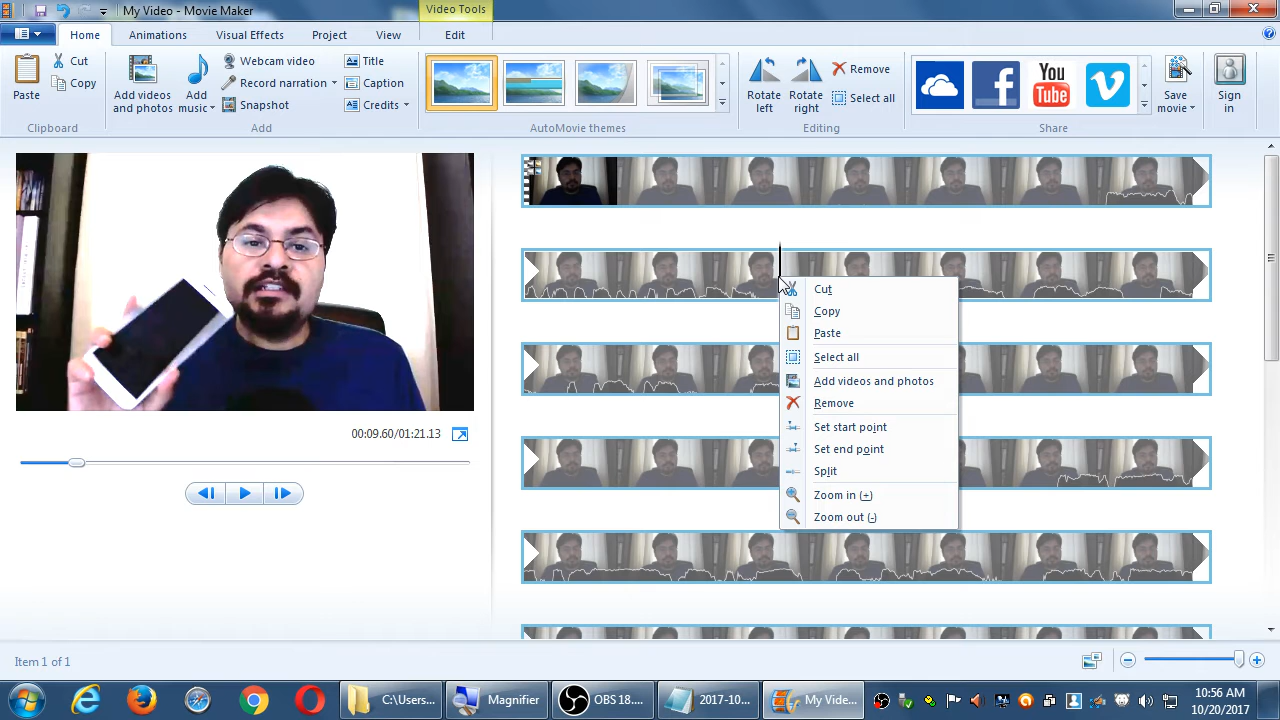 My Video - Movie Maker
Video Tools
Home
Animations
Visual Effects
Project
View
Edit
Paste
Cut
Copy
Clipboard
Add videos and photos
Add music
Webcam video
Record narration
Snapshot
Title
Caption
Credits
Add
AutoMovie themes
Rotate left
Rotate right
Remove
Select all
Editing
You Tube
Share
Save movie
Sign in
00:09.60/01:21.13
Cut
Copy
Paste
Select all
Add videos and photos
Remove
Set start point
Set end point
Split
Zoom in (+)
Zoom out (-)
Item 1 of 1
C:\Users...
Magnifier
OBS 18....
2017-10...
My Vide...
10:56 AM
10/20/2017